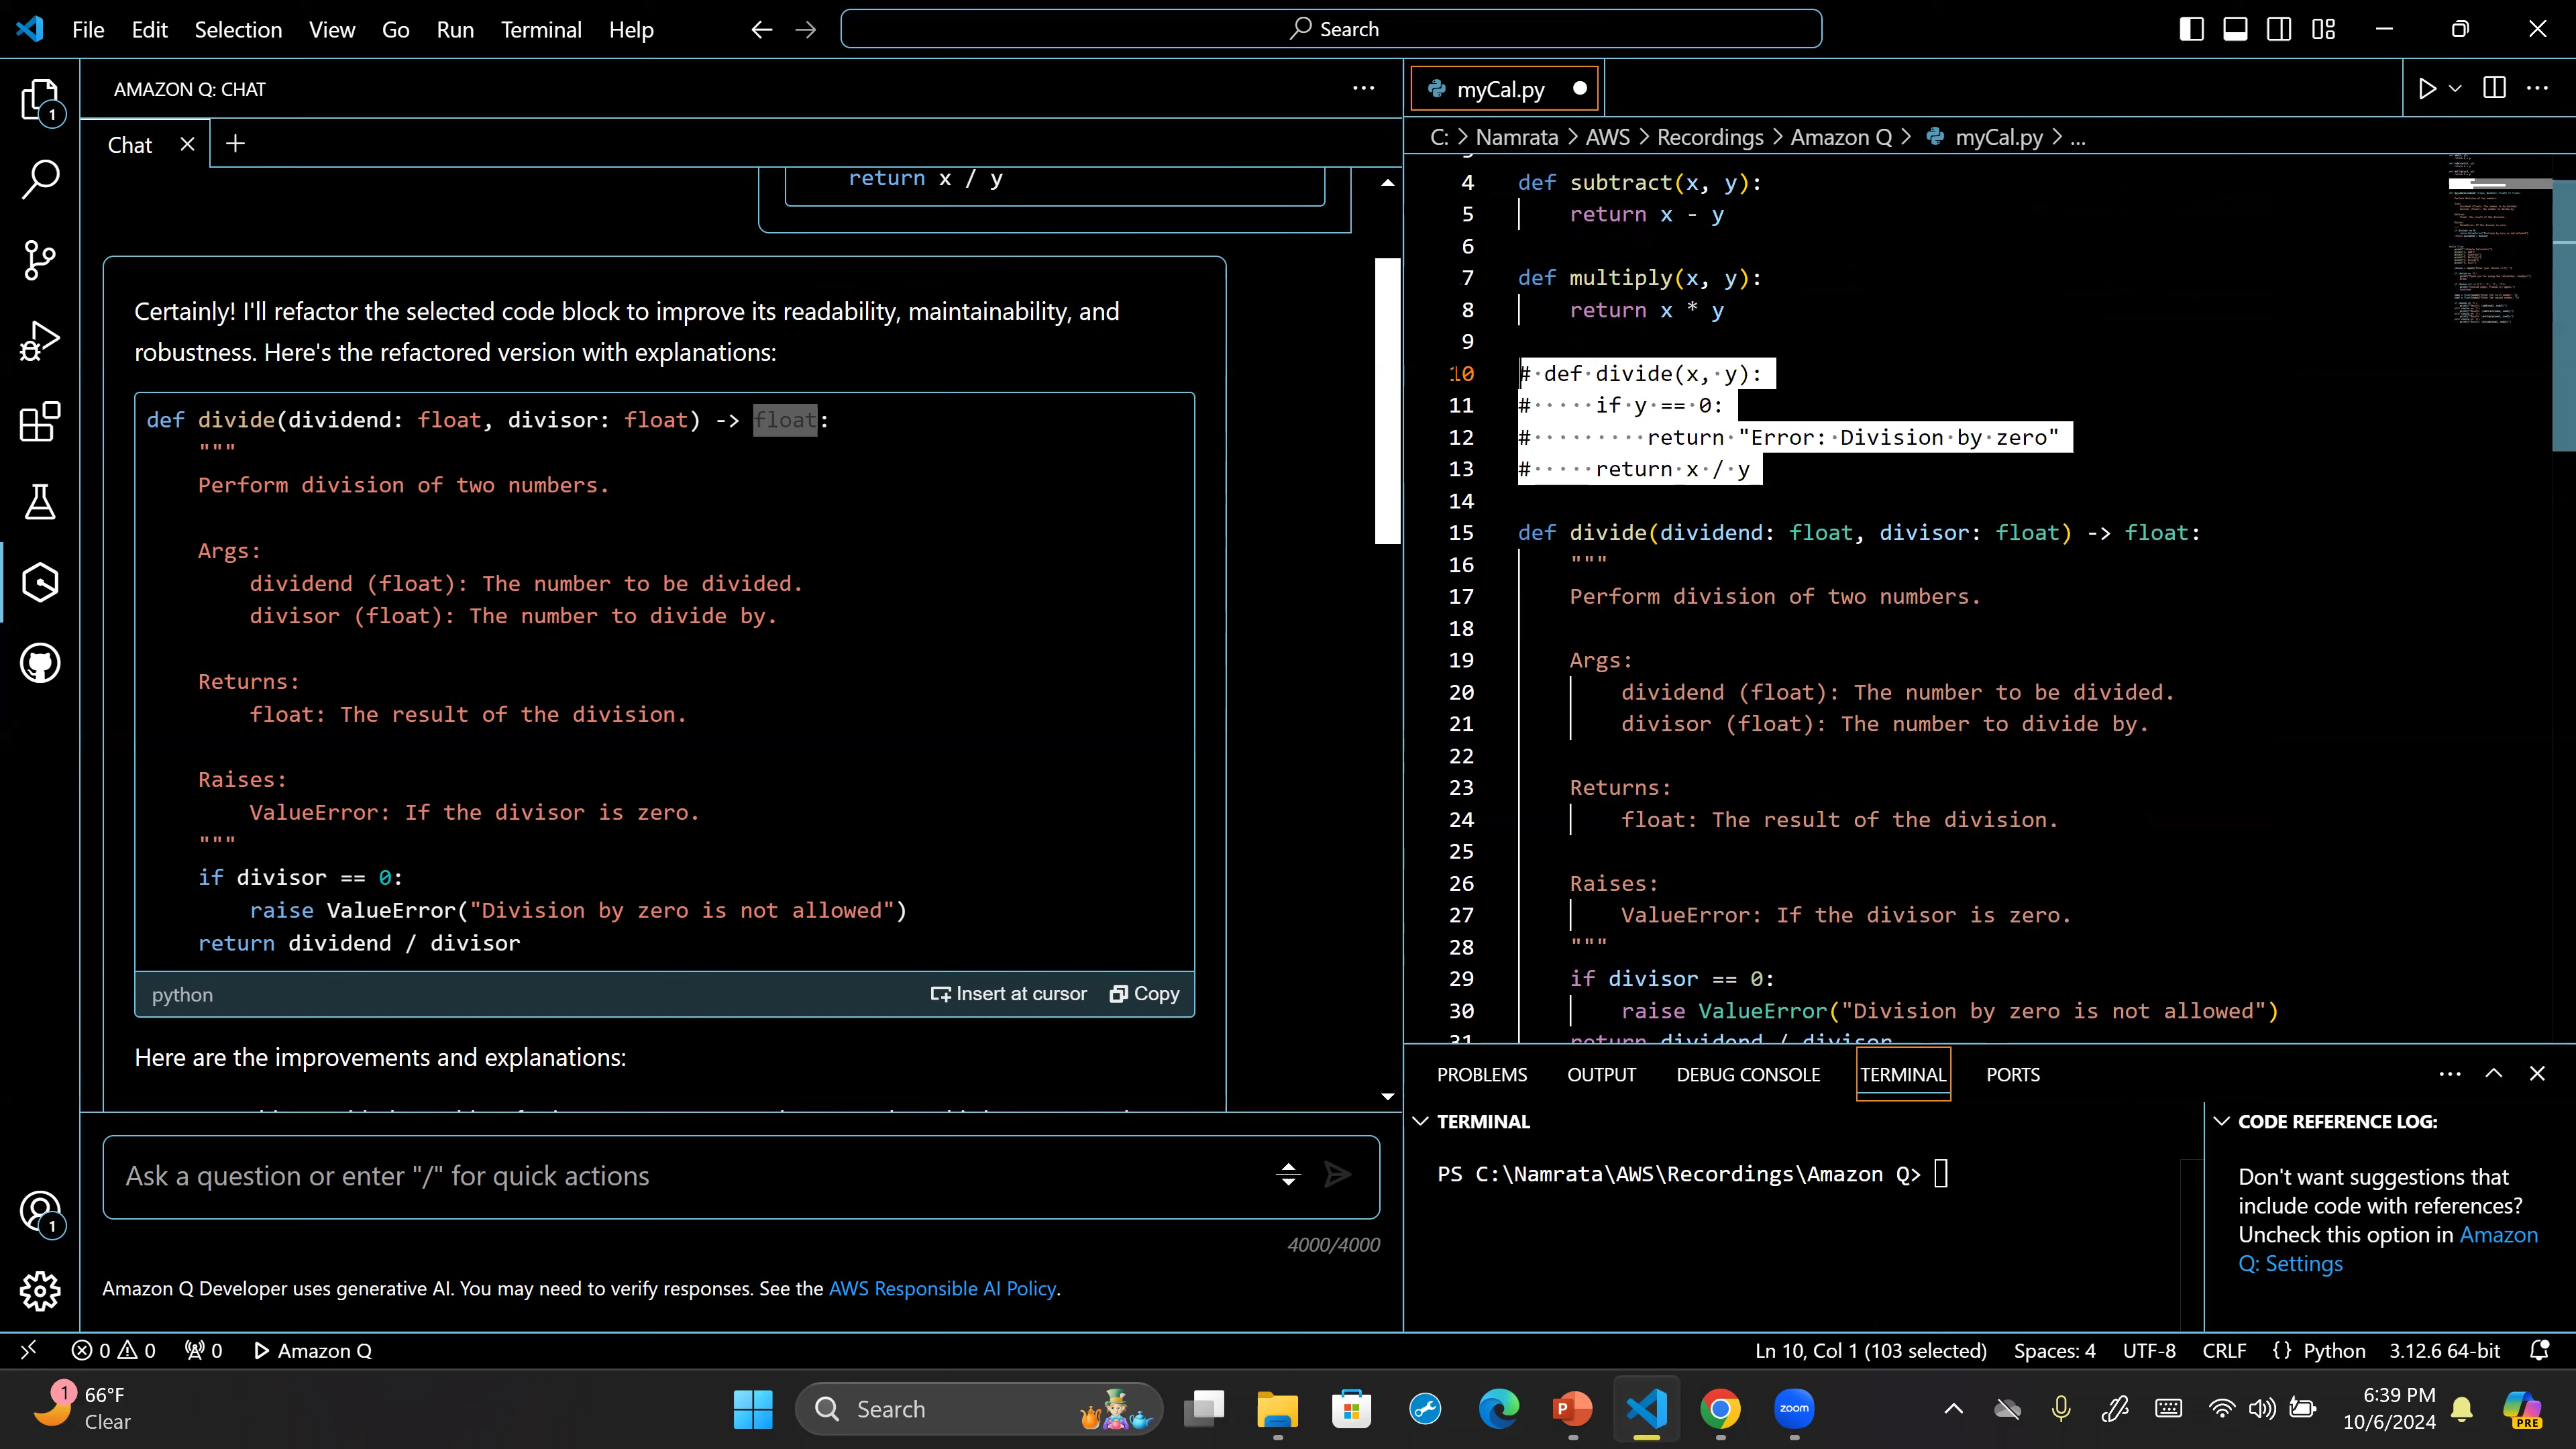 File Edit Selection View Go Run Terminal Help
Search
AMAZON Q: CHAT
Chat
return x / y
Certainly! I'll refactor the selected code block to improve its readability, maintainability, and
robustness. Here's the refactored version with explanations:
def divide(dividend: float, divisor: float) -> float:
"""
Perform division of two numbers.
Args:
dividend (float): The number to be divided.
divisor (float): The number to divide by.
Returns:
float: The result of the division.
Raises:
ValueError: If the divisor is zero.
"""
if divisor == 0:
raise ValueError("Division by zero is not allowed")
return dividend / divisor
python Insert at cursor Copy
Here are the improvements and explanations:
Ask a question or enter "/" for quick actions
4000/4000
Amazon Q Developer uses generative AI. You may need to verify responses. See the AWS Responsible AI Policy.
1
1
myCal.py
C: > Namrata > AWS > Recordings > Amazon Q > myCal.py > ...
4 def subtract(x, y):
5 return x - y
6
7 def multiply(x, y):
8 return x * y
9
10 # def divide(x, y):
11 # if y == 0:
12 # return "Error: Division by zero"
13 # return x / y
14
15 def divide(dividend: float, divisor: float) -> float:
16 """
17 Perform division of two numbers.
18
19 Args:
20 dividend (float): The number to be divided.
21 divisor (float): The number to divide by.
22
23 Returns:
24 float: The result of the division.
25
26 Raises:
27 ValueError: If the divisor is zero.
28 """
29 if divisor == 0:
30 raise ValueError("Division by zero is not allowed")
31 return dividend / divisor
PROBLEMS OUTPUT DEBUG CONSOLE TERMINAL PORTS
TERMINAL
PS C:\Namrata\AWS\Recordings\Amazon Q>
CODE REFERENCE LOG:
Don't want suggestions that
include code with references?
Uncheck this option in Amazon
Q: Settings
0 0 0 Amazon Q
Ln 10, Col 1 (103 selected) Spaces: 4 UTF-8 CRLF {} Python 3.12.6 64-bit
1 66°F
Clear
Search
P
zoom
6:39 PM
10/6/2024
PRE